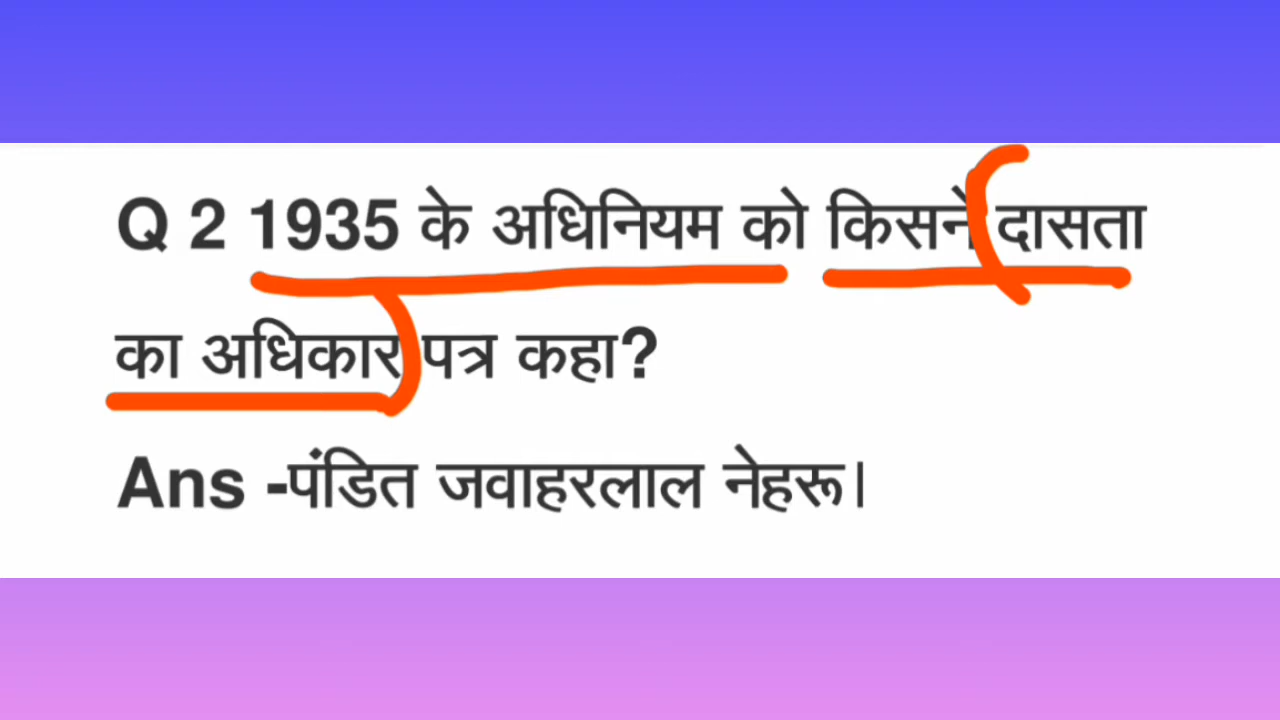 Q 2 1935 के अधिनियम को किसने दासता
का अधिकार पत्र कहा?
Ans -पंडित जवाहरलाल नेहरू।